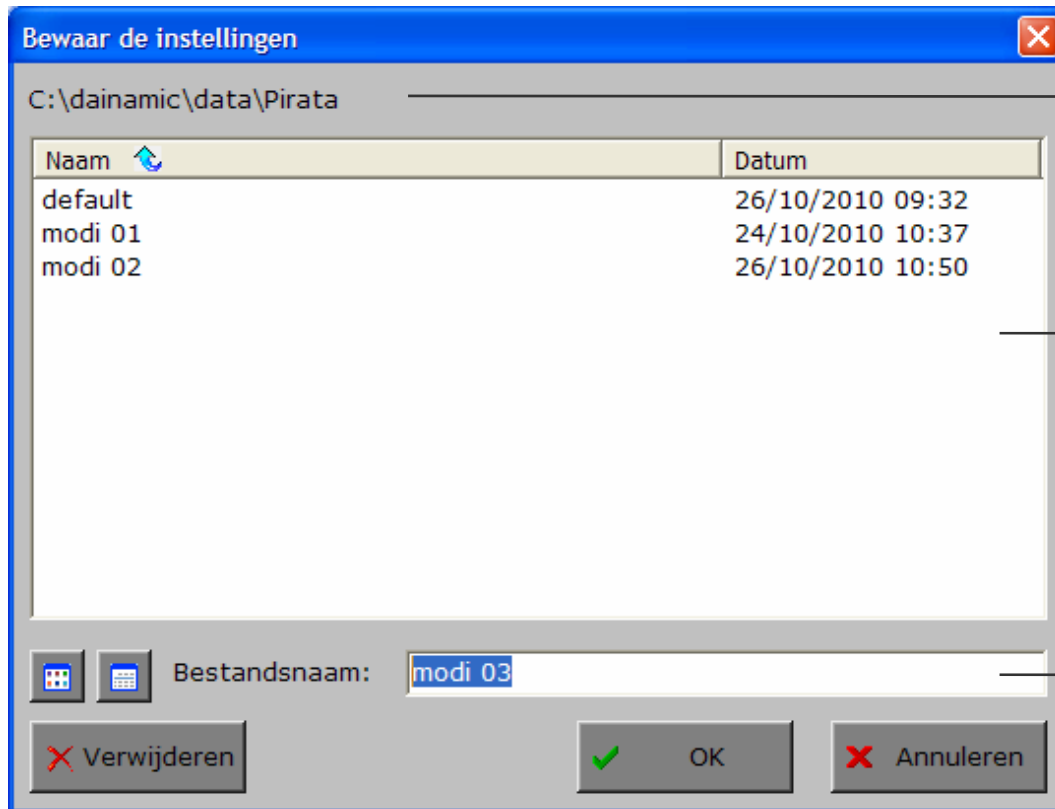 Bewaar de instellingen
C:\dainamic\data\Pirata
Naam Datum
default 26/10/2010 09:32
modi 01 24/10/2010 10:37
modi 02 26/10/2010 10:50
Bestandsnaam: modi 03
Verwijderen OK Annuleren